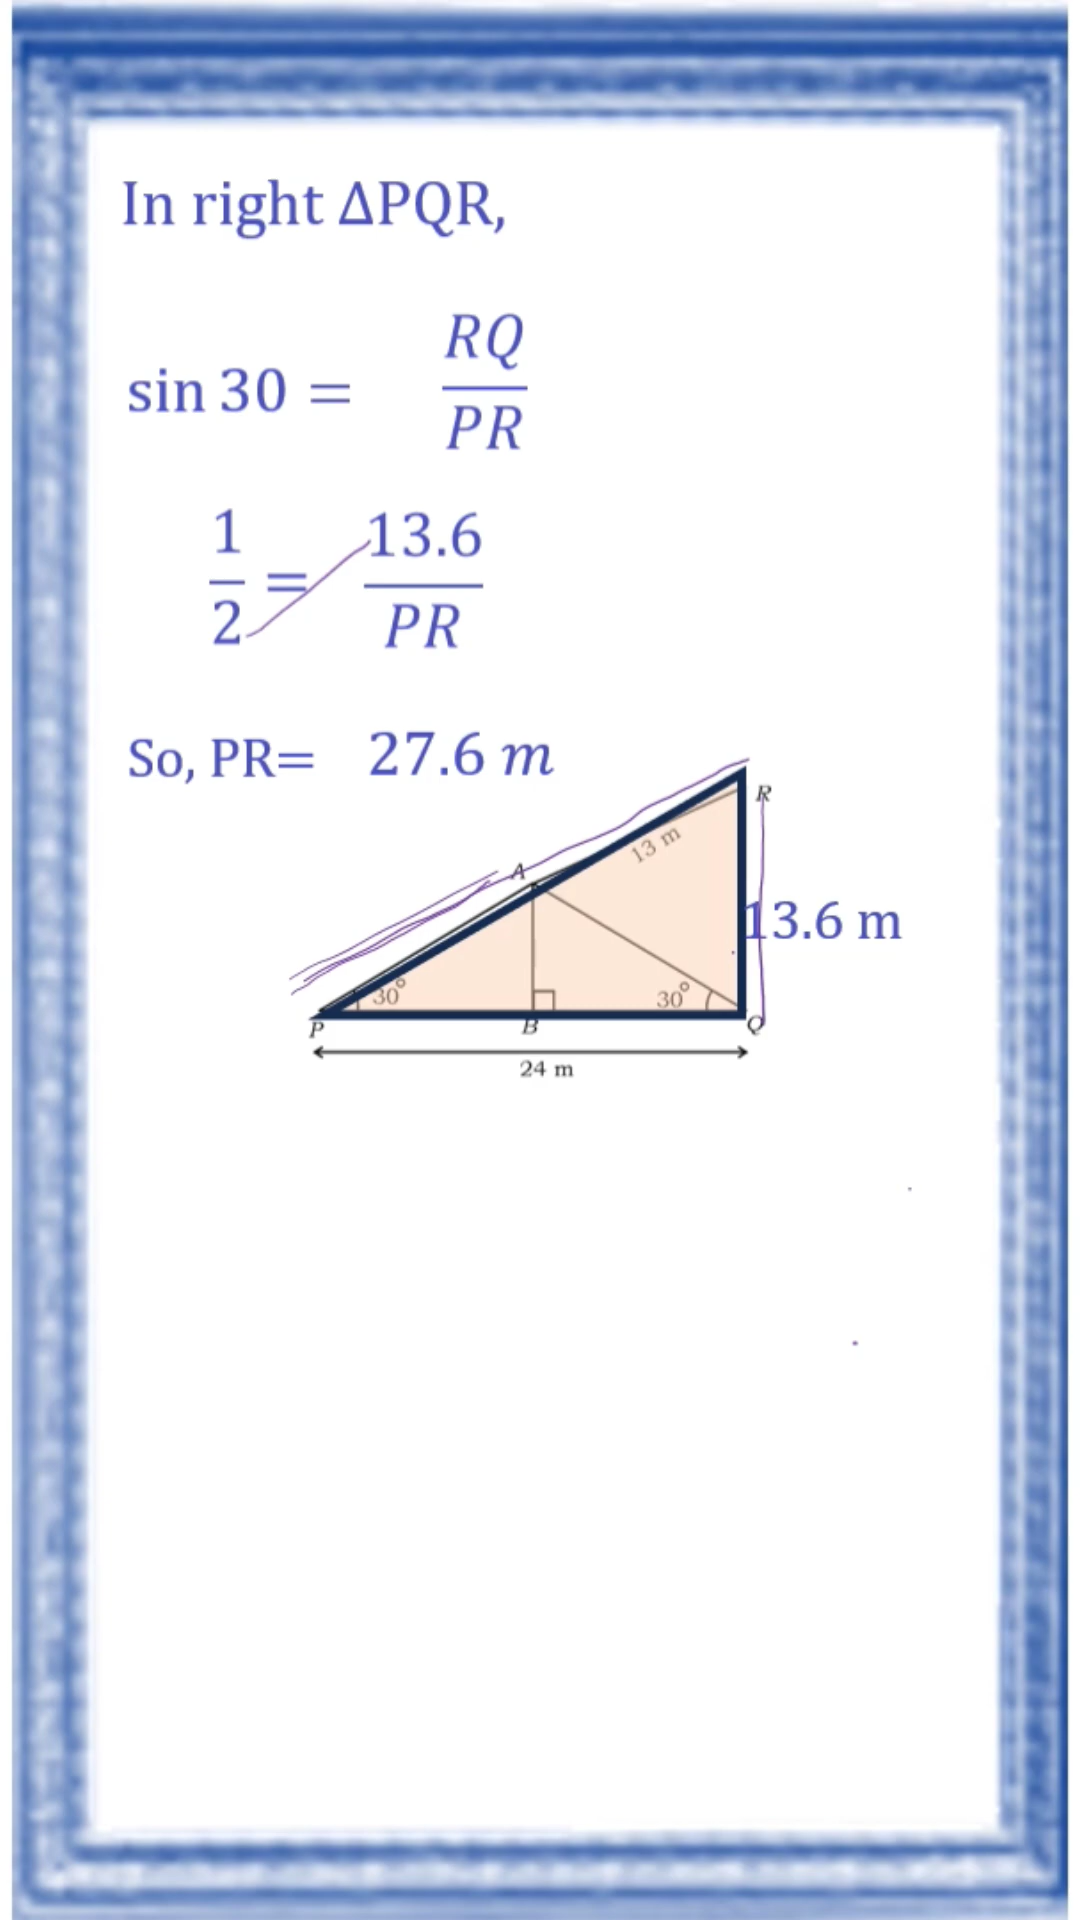 In right ΔPQR,
sin 30 = RQ/PR
1/2 = 13.6/PR
So, PR= 27.6 m
R
13 m
A
13.6 m
30° 30°
P B Q
24 m